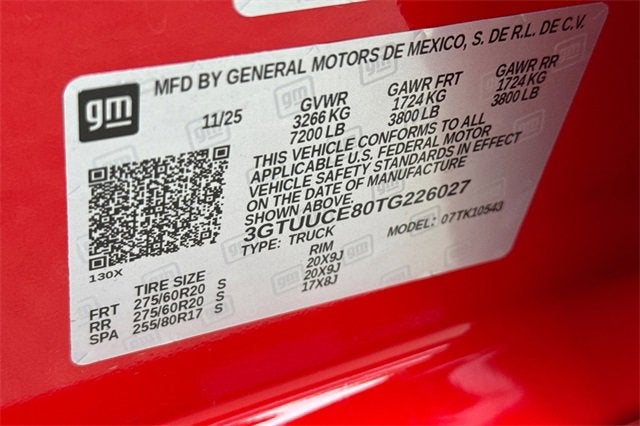 MFD BY GENERAL MOTORS DE MEXICO, S. DE R.L. DE C.V.
gm
11/25 GVWR GAWR FRT GAWR RR
3266 KG 1724 KG 1724 KG
7200 LB 3800 LB 3800 LB
THIS VEHICLE CONFORMS TO ALL
APPLICABLE U.S. FEDERAL MOTOR
VEHICLE SAFETY STANDARDS IN EFFECT
ON THE DATE OF MANUFACTURE
3GTUUCE80TG226027
TYPE: TRUCK MODEL: 07TK10543
130X
TIRE SIZE RIM
FRT 275/60R20 S 20X9J
RR 275/60R20 S 20X9J
SPA 255/80R17 S 17X8J